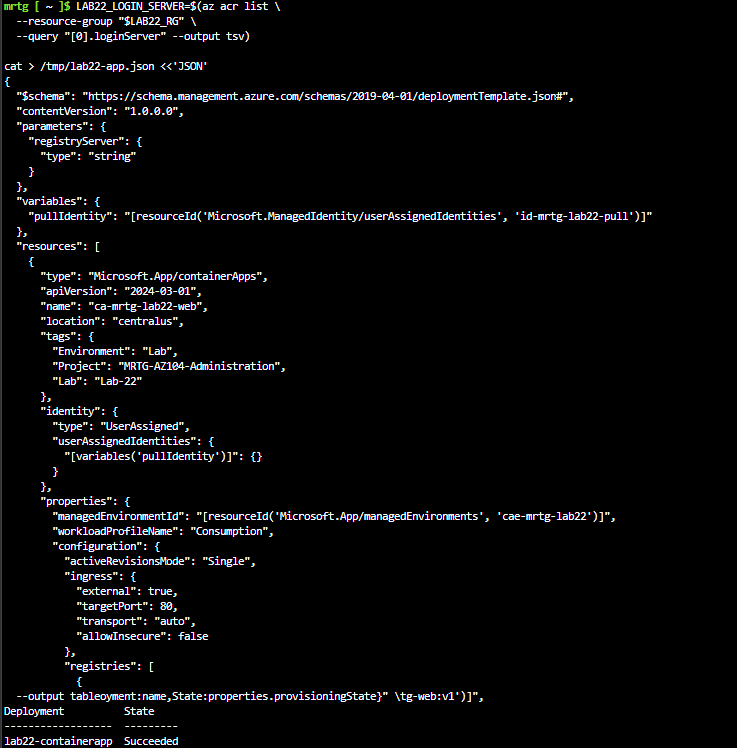 mrtg [ ~ ]$ LAB22_LOGIN_SERVER=$(az acr list \
  --resource-group "$LAB22_RG" \
  --query "[0].loginServer" --output tsv)

cat > /tmp/lab22-app.json <<'JSON'
{
  "$schema": "https://schema.management.azure.com/schemas/2019-04-01/deploymentTemplate.json#",
  "contentVersion": "1.0.0.0",
  "parameters": {
    "registryServer": {
      "type": "string"
    }
  },
  "variables": {
    "pullIdentity": "[resourceId('Microsoft.ManagedIdentity/userAssignedIdentities', 'id-mrtg-lab22-pull')]"
  },
  "resources": [
    {
      "type": "Microsoft.App/containerApps",
      "apiVersion": "2024-03-01",
      "name": "ca-mrtg-lab22-web",
      "location": "centralus",
      "tags": {
        "Environment": "Lab",
        "Project": "MRTG-AZ104-Administration",
        "Lab": "Lab-22"
      },
      "identity": {
        "type": "UserAssigned",
        "userAssignedIdentities": {
          "[variables('pullIdentity')]": {}
        }
      },
      "properties": {
        "managedEnvironmentId": "[resourceId('Microsoft.App/managedEnvironments', 'cae-mrtg-lab22')]",
        "workloadProfileName": "Consumption",
        "configuration": {
          "activeRevisionsMode": "Single",
          "ingress": {
            "external": true,
            "targetPort": 80,
            "transport": "auto",
            "allowInsecure": false
          },
          "registries": [
            {
  --output tableoyment:name,State:properties.provisioningState}" \tg-web:v1')]",
Deployment          State
------------------  ---------
lab22-containerapp  Succeeded